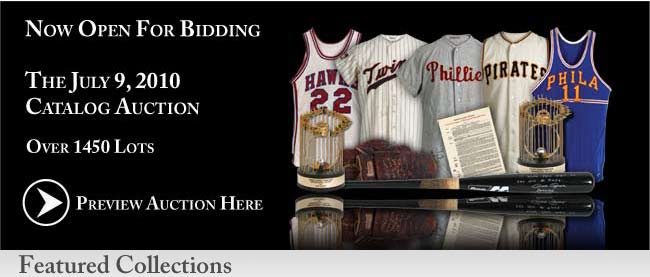 Now Open For Bidding
The July 9, 2010
Catalog Auction
Over 1450 Lots
Preview Auction Here
HAWKS
22
Twins
Phillies
PIRATES
PHILA
11
Featured Collections